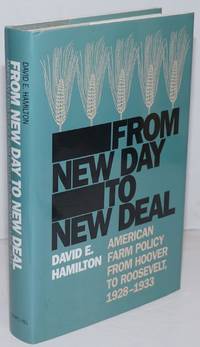 DAVID E. HAMILTON
FROM NEW DAY TO NEW DEAL
FROM
NEW DAY
TO
NEW DEAL
DAVID E.
HAMILTON
AMERICAN
FARM POLICY
FROM HOOVER
TO ROOSEVELT,
1928-1933